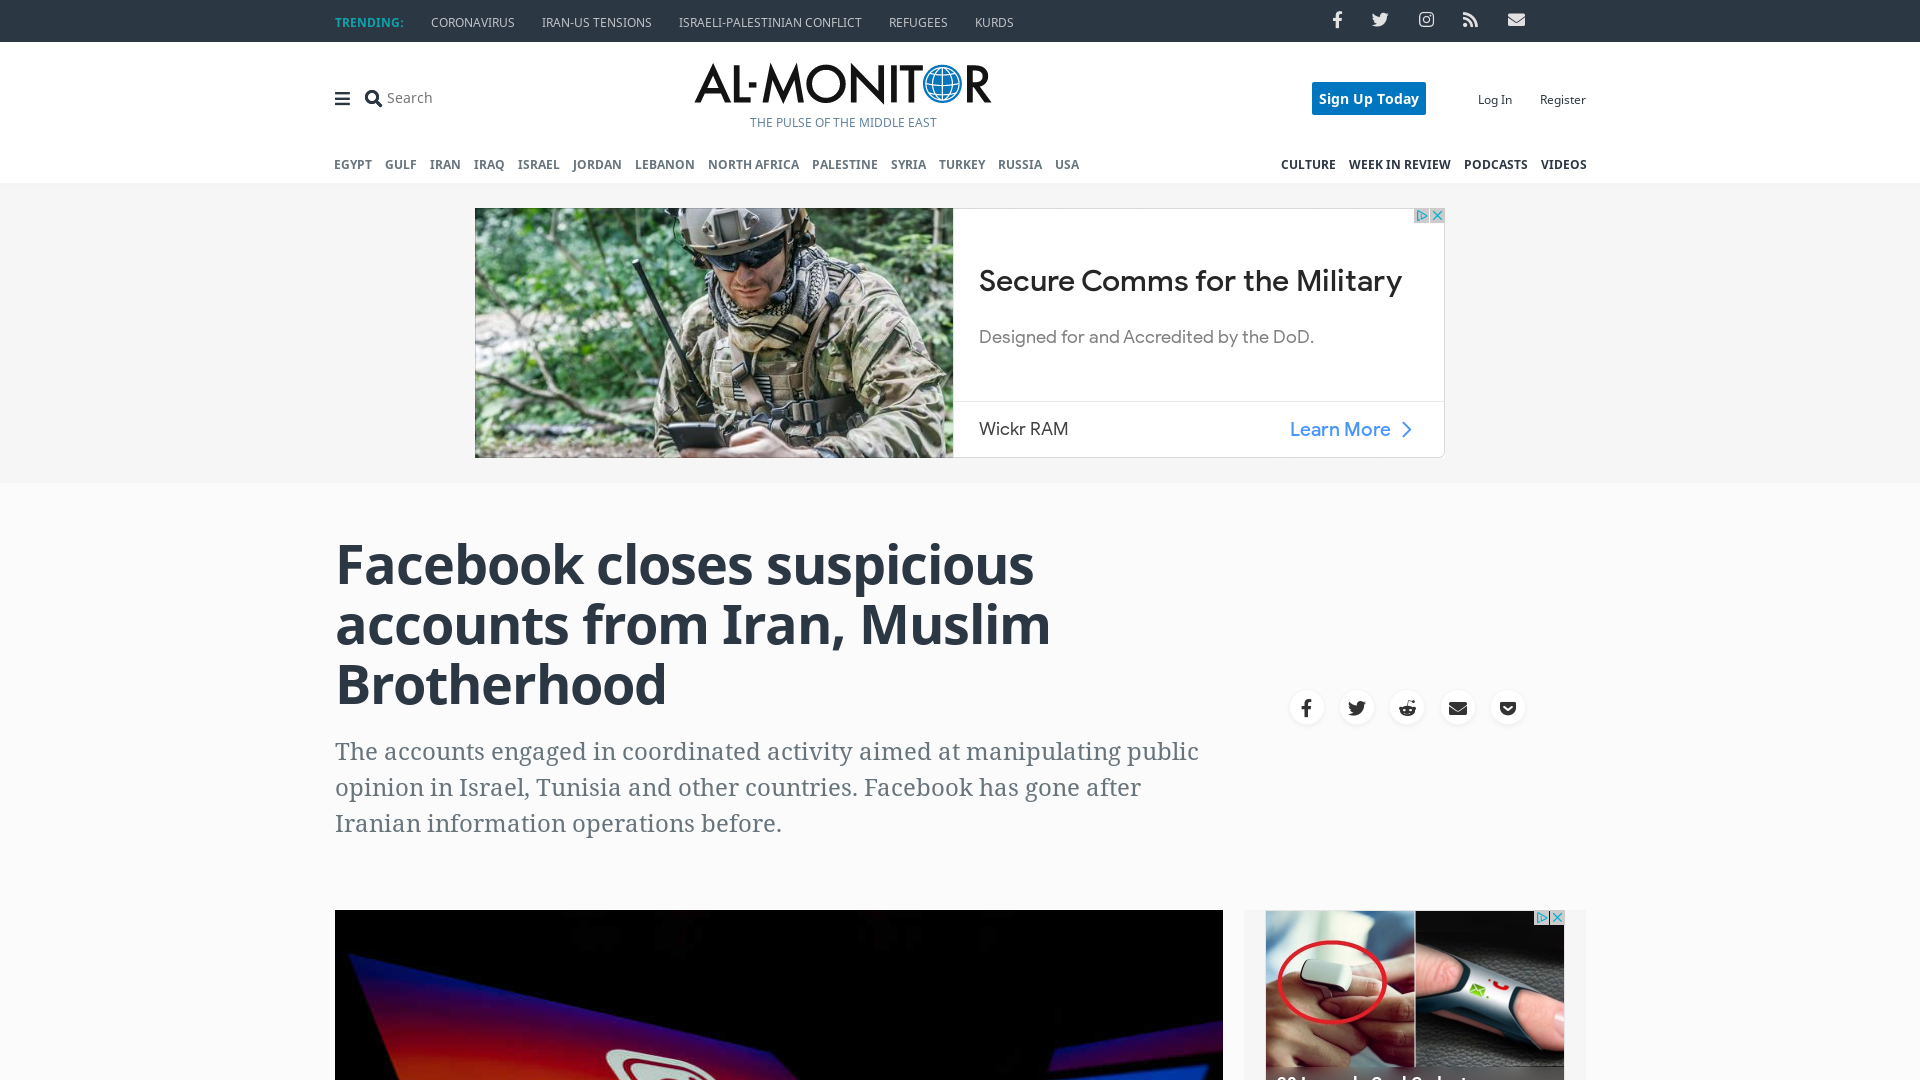 TRENDING: CORONAVIRUS IRAN-US TENSIONS ISRAELI-PALESTINIAN CONFLICT REFUGEES KURDS
Search
AL-MONITOR
THE PULSE OF THE MIDDLE EAST
Sign Up Today
Log In
Register
EGYPT GULF IRAN IRAQ ISRAEL JORDAN LEBANON NORTH AFRICA PALESTINE SYRIA TURKEY RUSSIA USA
CULTURE WEEK IN REVIEW PODCASTS VIDEOS
Secure Comms for the Military
Designed for and Accredited by the DoD.
Wickr RAM
Learn More
Facebook closes suspicious
accounts from Iran, Muslim
Brotherhood
The accounts engaged in coordinated activity aimed at manipulating public
opinion in Israel, Tunisia and other countries. Facebook has gone after
Iranian information operations before.